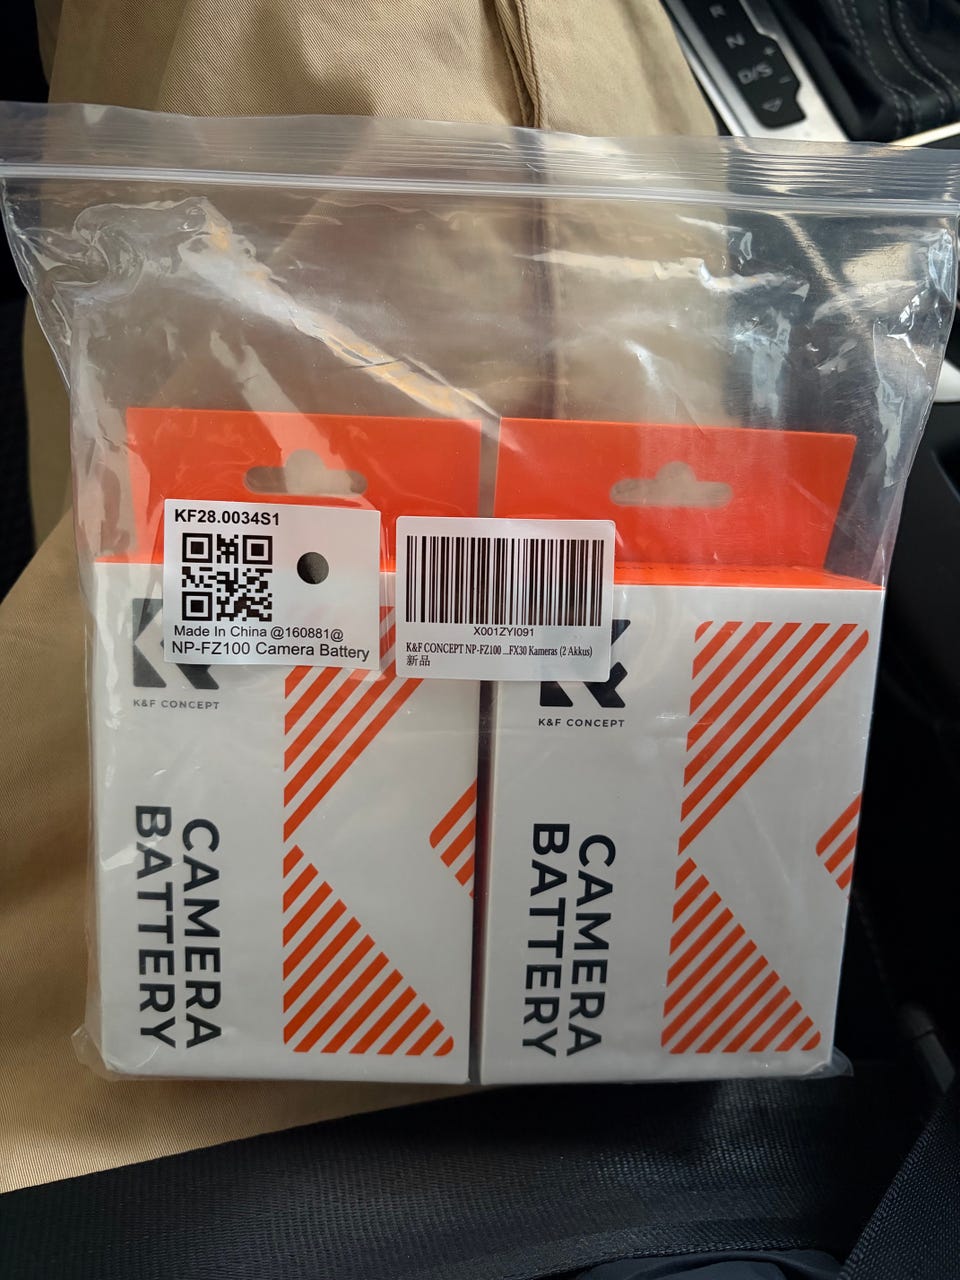 R
N
D/S
+
-
KF28.0034S1
Made In China @160881@
NP-FZ100 Camera Battery
X001ZYI091
K&F CONCEPT NP-FZ100 ...FX30 Kameras (2 Akkus)
新品
K&F CONCEPT
CAMERA
BATTERY
K&F CONCEPT
CAMERA
BATTERY